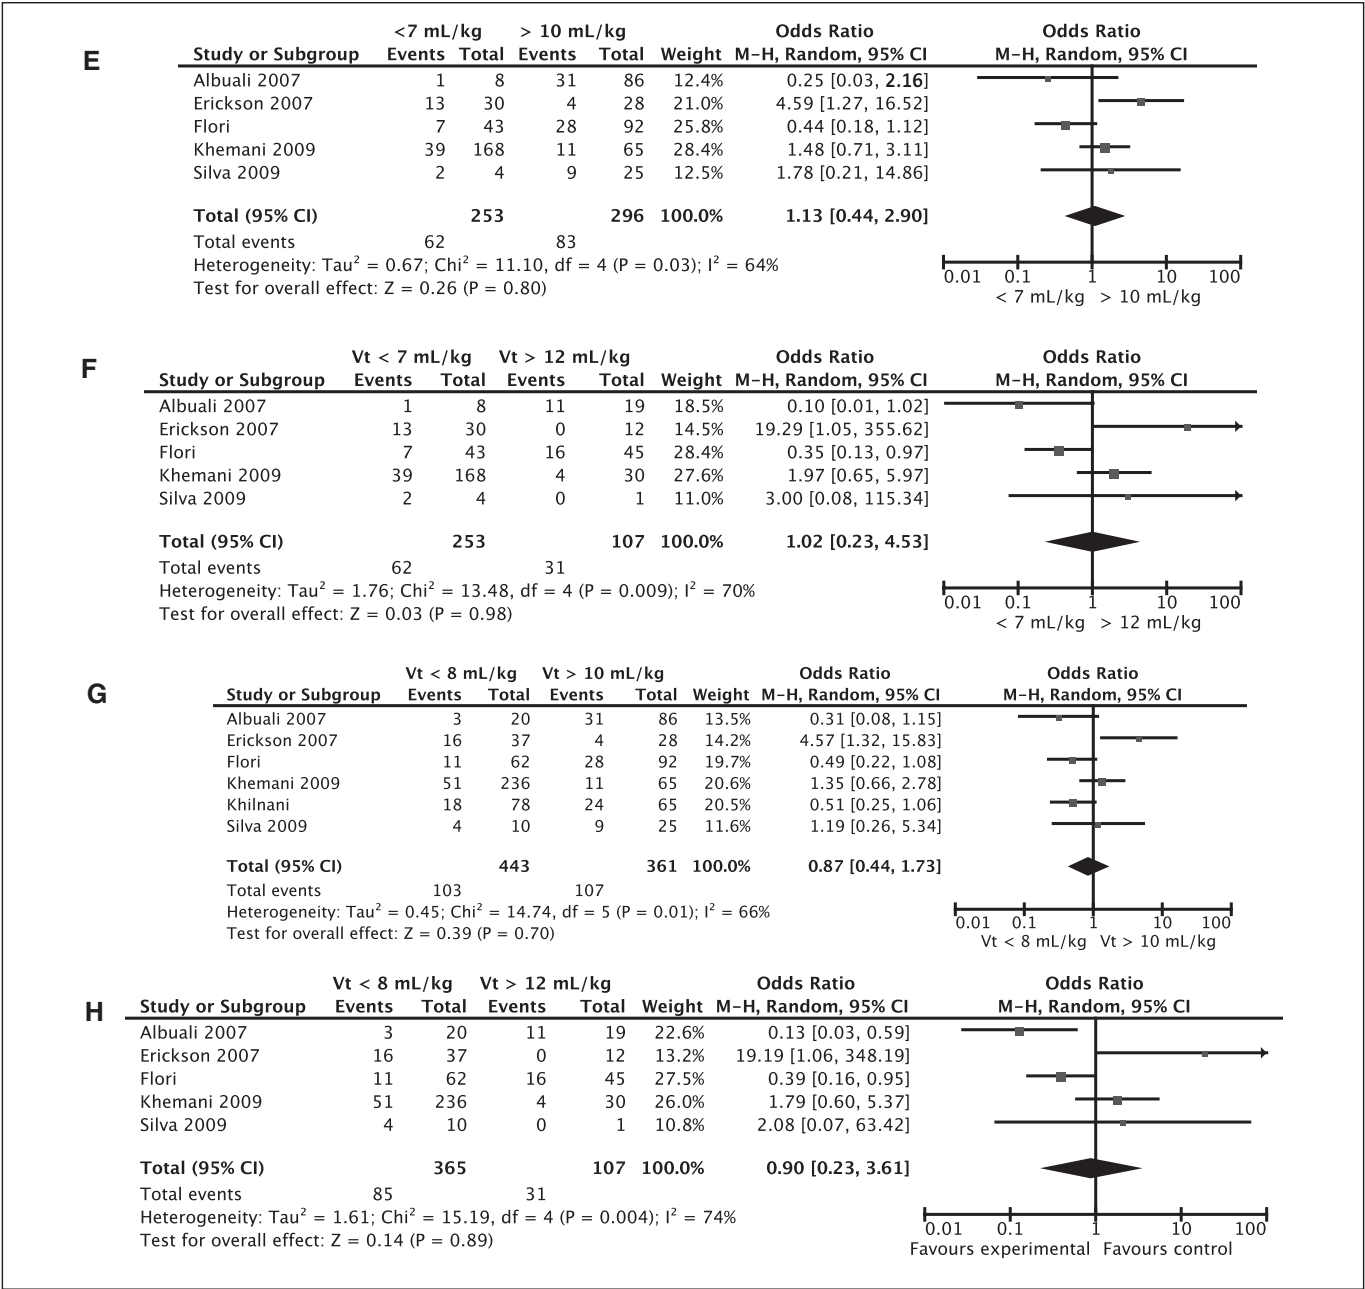 E
<7 mL/kg > 10 mL/kg Odds Ratio Odds Ratio
Study or Subgroup Events Total Events Total Weight M-H, Random, 95% CI M-H, Random, 95% CI
Albuali 2007 1 8 31 86 12.4% 0.25 [0.03, 2.16]
Erickson 2007 13 30 4 28 21.0% 4.59 [1.27, 16.52]
Flori 7 43 28 92 25.8% 0.44 [0.18, 1.12]
Khemani 2009 39 168 11 65 28.4% 1.48 [0.71, 3.11]
Silva 2009 2 4 9 25 12.5% 1.78 [0.21, 14.86]
Total (95% CI) 253 296 100.0% 1.13 [0.44, 2.90]
Total events 62 83
Heterogeneity: Tau² = 0.67; Chi² = 11.10, df = 4 (P = 0.03); I² = 64%
Test for overall effect: Z = 0.26 (P = 0.80)
0.01 0.1 1 10 100
< 7 mL/kg > 10 mL/kg
F
Vt < 7 mL/kg Vt > 12 mL/kg Odds Ratio Odds Ratio
Study or Subgroup Events Total Events Total Weight M-H, Random, 95% CI M-H, Random, 95% CI
Albuali 2007 1 8 11 19 18.5% 0.10 [0.01, 1.02]
Erickson 2007 13 30 0 12 14.5% 19.29 [1.05, 355.62]
Flori 7 43 16 45 28.4% 0.35 [0.13, 0.97]
Khemani 2009 39 168 4 30 27.6% 1.97 [0.65, 5.97]
Silva 2009 2 4 0 1 11.0% 3.00 [0.08, 115.34]
Total (95% CI) 253 107 100.0% 1.02 [0.23, 4.53]
Total events 62 31
Heterogeneity: Tau² = 1.76; Chi² = 13.48, df = 4 (P = 0.009); I² = 70%
Test for overall effect: Z = 0.03 (P = 0.98)
0.01 0.1 1 10 100
< 7 mL/kg > 12 mL/kg
G
Vt < 8 mL/kg Vt > 10 mL/kg Odds Ratio Odds Ratio
Study or Subgroup Events Total Events Total Weight M-H, Random, 95% CI M-H, Random, 95% CI
Albuali 2007 3 20 31 86 13.5% 0.31 [0.08, 1.15]
Erickson 2007 16 37 4 28 14.2% 4.57 [1.32, 15.83]
Flori 11 62 28 92 19.7% 0.49 [0.22, 1.08]
Khemani 2009 51 236 11 65 20.6% 1.35 [0.66, 2.78]
Khilnani 18 78 24 65 20.5% 0.51 [0.25, 1.06]
Silva 2009 4 10 9 25 11.6% 1.19 [0.26, 5.34]
Total (95% CI) 443 361 100.0% 0.87 [0.44, 1.73]
Total events 103 107
Heterogeneity: Tau² = 0.45; Chi² = 14.74, df = 5 (P = 0.01); I² = 66%
Test for overall effect: Z = 0.39 (P = 0.70)
0.01 0.1 1 10 100
Vt < 8 mL/kg Vt > 10 mL/kg
H
Vt < 8 mL/kg Vt > 12 mL/kg Odds Ratio Odds Ratio
Study or Subgroup Events Total Events Total Weight M-H, Random, 95% CI M-H, Random, 95% CI
Albuali 2007 3 20 11 19 22.6% 0.13 [0.03, 0.59]
Erickson 2007 16 37 0 12 13.2% 19.19 [1.06, 348.19]
Flori 11 62 16 45 27.5% 0.39 [0.16, 0.95]
Khemani 2009 51 236 4 30 26.0% 1.79 [0.60, 5.37]
Silva 2009 4 10 0 1 10.8% 2.08 [0.07, 63.42]
Total (95% CI) 365 107 100.0% 0.90 [0.23, 3.61]
Total events 85 31
Heterogeneity: Tau² = 1.61; Chi² = 15.19, df = 4 (P = 0.004); I² = 74%
Test for overall effect: Z = 0.14 (P = 0.89)
0.01 0.1 1 10 100
Favours experimental Favours control